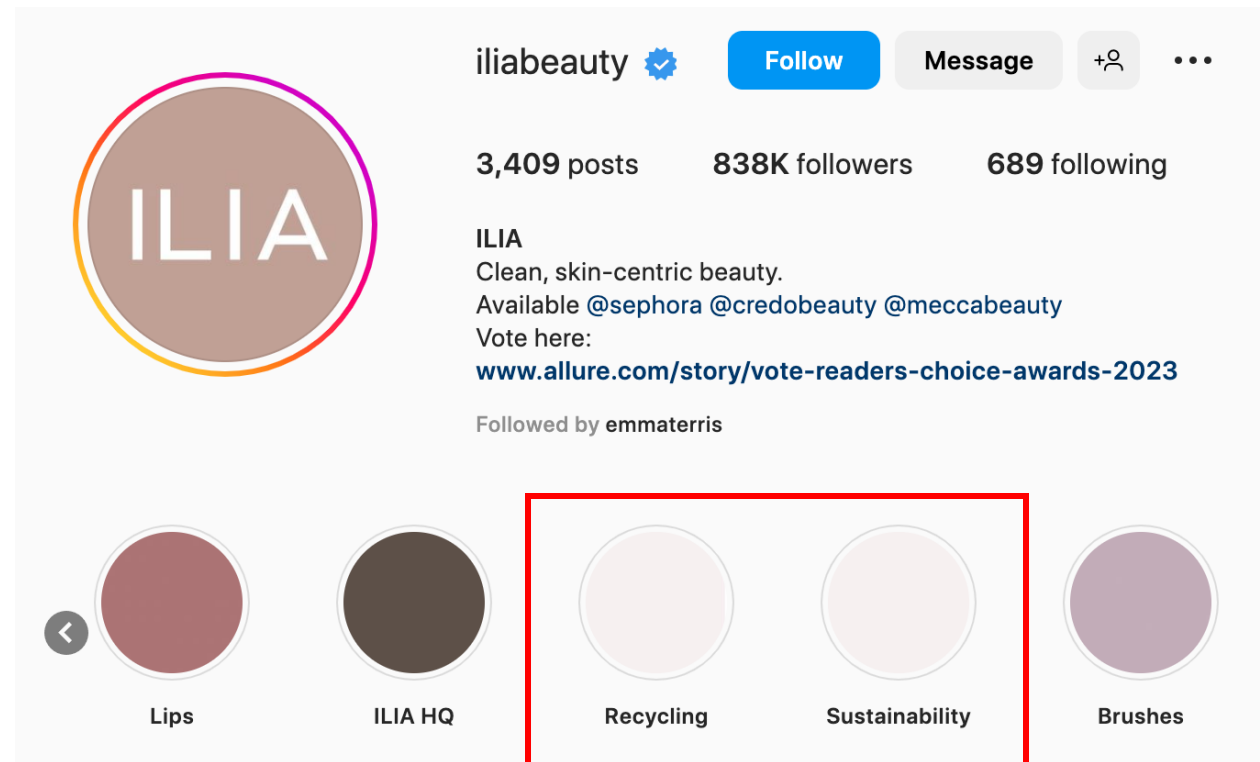 iliabeauty
Follow
Message
3,409 posts
838K followers
689 following
ILIA
ILIA
Clean, skin-centric beauty.
Available @sephora @credobeauty @meccabeauty
Vote here:
www.allure.com/story/vote-readers-choice-awards-2023
Followed by emmaterris
Lips
ILIA HQ
Recycling
Sustainability
Brushes